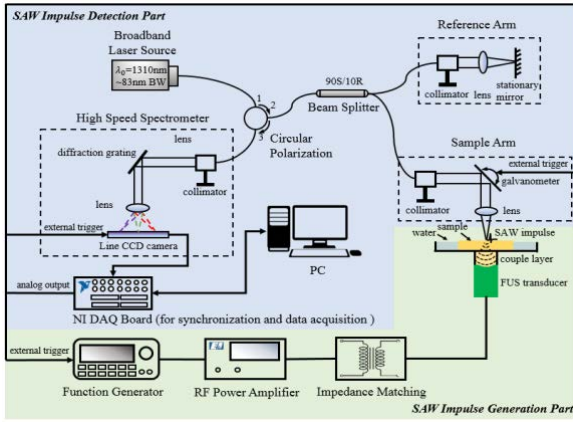 SAW Impulse Detection Part
Broadband
Laser Source
λ0=1310nm
~83nm BW
1
2
3
Circular
Polarization
90S/10R
Beam Splitter
Reference Arm
collimator
lens
stationary
mirror
High Speed Spectrometer
lens
diffraction grating
collimator
lens
external trigger
Line CCD camera
Sample Arm
external trigger
galvanometer
collimator
lens
water
sample
SAW impulse
couple layer
FUS transducer
PC
analog output
NI DAQ Board (for synchronization and data acquisition )
external trigger
Function Generator
RF Power Amplifier
Impedance Matching
SAW Impulse Generation Part